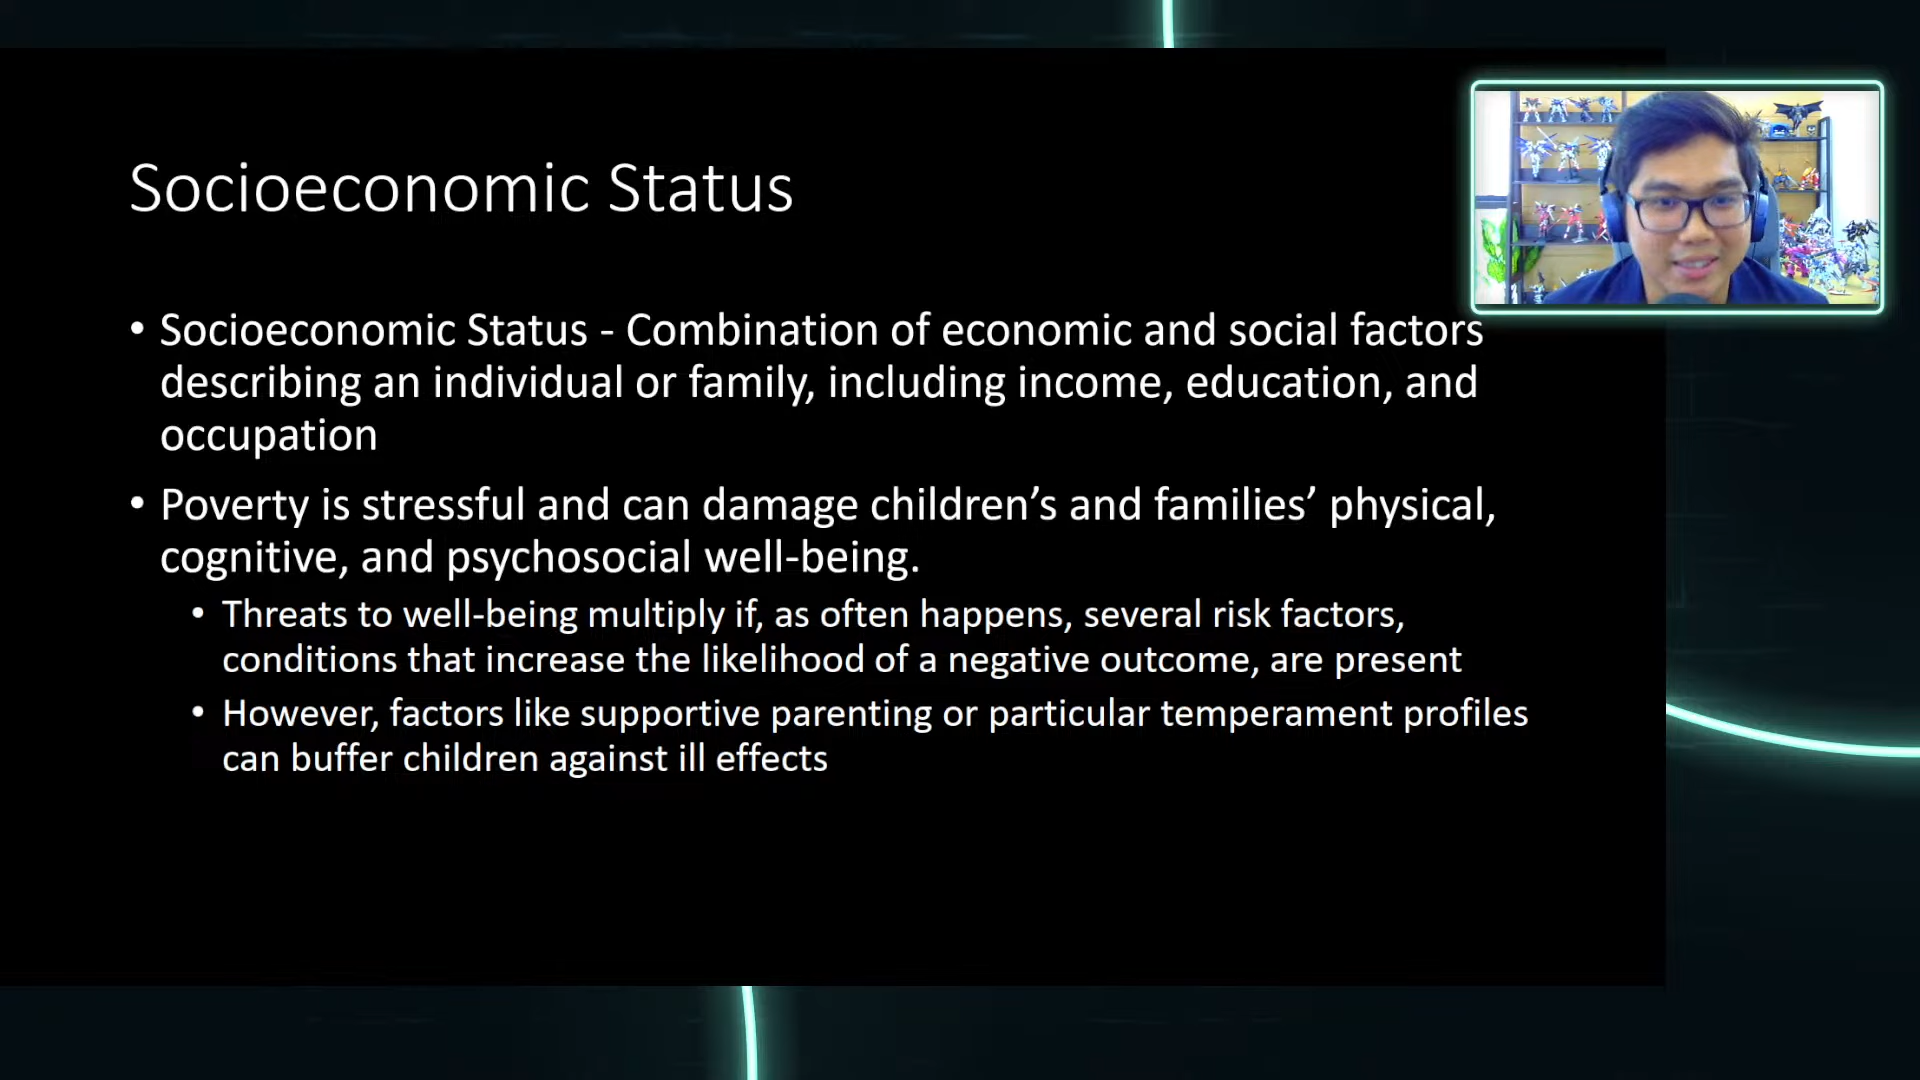 Socioeconomic Status
• Socioeconomic Status - Combination of economic and social factors
describing an individual or family, including income, education, and
occupation
• Poverty is stressful and can damage children’s and families’ physical,
cognitive, and psychosocial well-being.
• Threats to well-being multiply if, as often happens, several risk factors,
conditions that increase the likelihood of a negative outcome, are present
• However, factors like supportive parenting or particular temperament profiles
can buffer children against ill effects